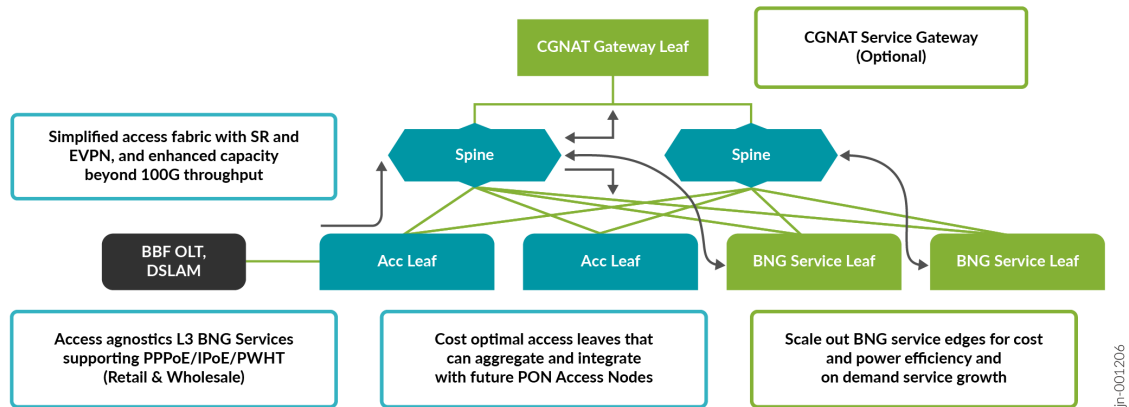 CGNAT Gateway Leaf
CGNAT Service Gateway
(Optional)
Simplified access fabric with SR and
EVPN, and enhanced capacity
beyond 100G throughput
Spine
Spine
BBF OLT,
DSLAM
Acc Leaf
Acc Leaf
BNG Service Leaf
BNG Service Leaf
Access agnostics L3 BNG Services
supporting PPPoE/IPoE/PWHT
(Retail & Wholesale)
Cost optimal access leaves that
can aggregate and integrate
with future PON Access Nodes
Scale out BNG service edges for cost
and power efficiency and
on demand service growth
jn-001206